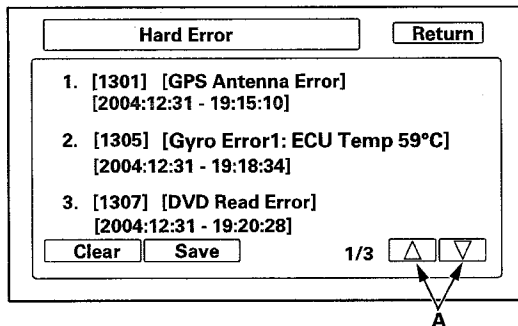 Hard Error
Return
1. [1301] [GPS Antenna Error]
[2004:12:31 - 19:15:10]
2. [1305] [Gyro Error1: ECU Temp 59°C]
[2004:12:31 - 19:18:34]
3. [1307] [DVD Read Error]
[2004:12:31 - 19:20:28]
Clear Save 1/3 △ ▽
A